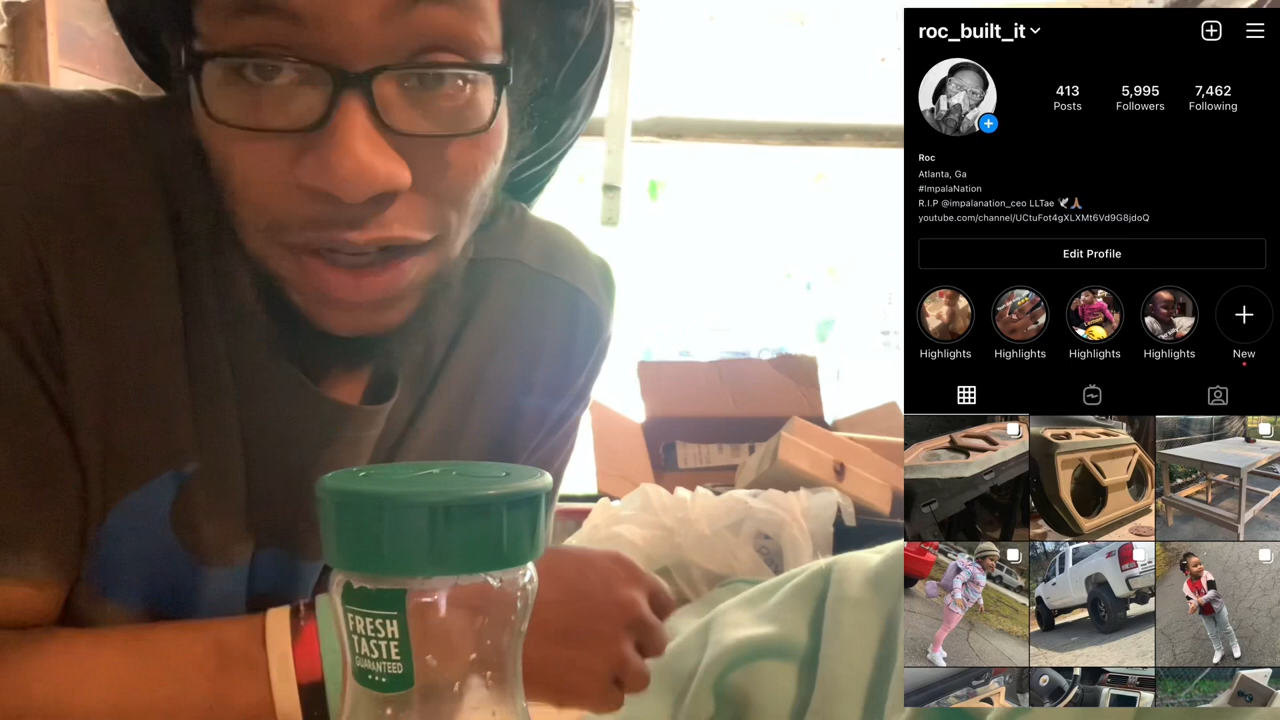 roc_built_it
413
Posts
5,995
Followers
7,462
Following
Roc
Atlanta, Ga
#ImpalaNation
R.I.P @impalanation_ceo LLTae 🕊🙏🏾
youtube.com/channel/UCtuFot4gXLXMt6Vd9G8jdoQ
Edit Profile
Highlights
Highlights
Highlights
Highlights
New
FRESH
TASTE
GUARANTEED